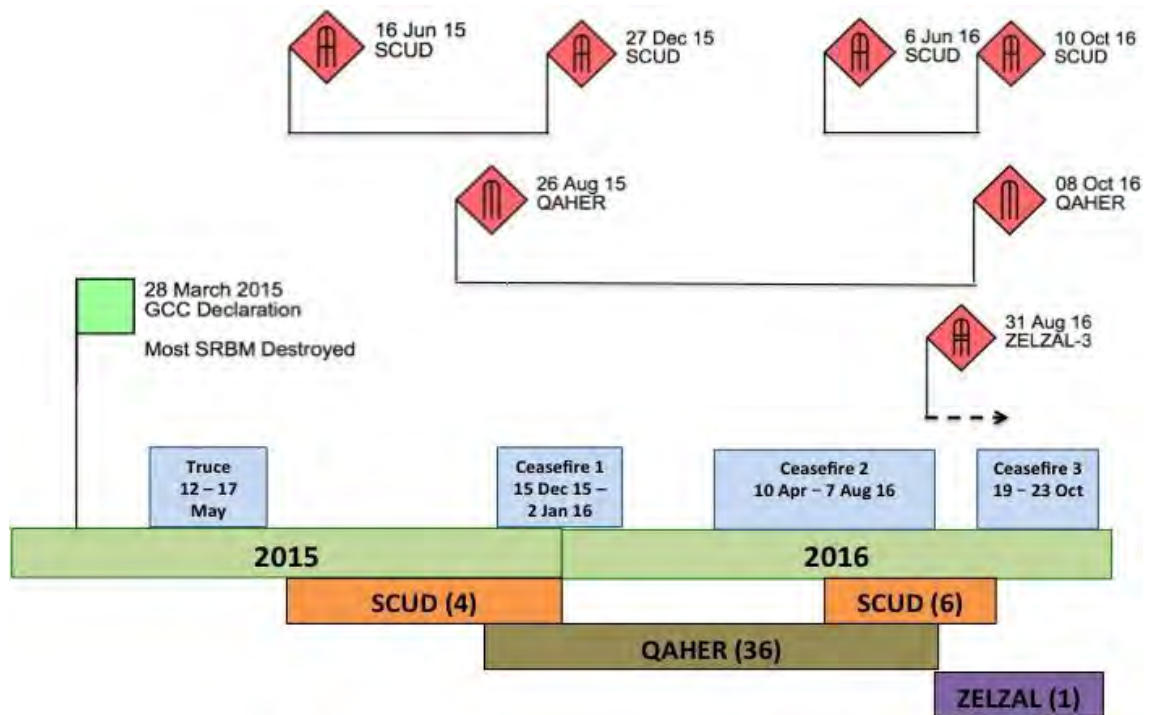 16 Jun 15
SCUD
27 Dec 15
SCUD
6 Jun 16
SCUD
10 Oct 16
SCUD
26 Aug 15
QAHER
08 Oct 16
QAHER
28 March 2015
GCC Declaration
Most SRBM Destroyed
31 Aug 16
ZELZAL-3
Truce
12 – 17
May
Ceasefire 1
15 Dec 15 –
2 Jan 16
Ceasefire 2
10 Apr – 7 Aug 16
Ceasefire 3
19 – 23 Oct
2015
2016
SCUD (4)
SCUD (6)
QAHER (36)
ZELZAL (1)